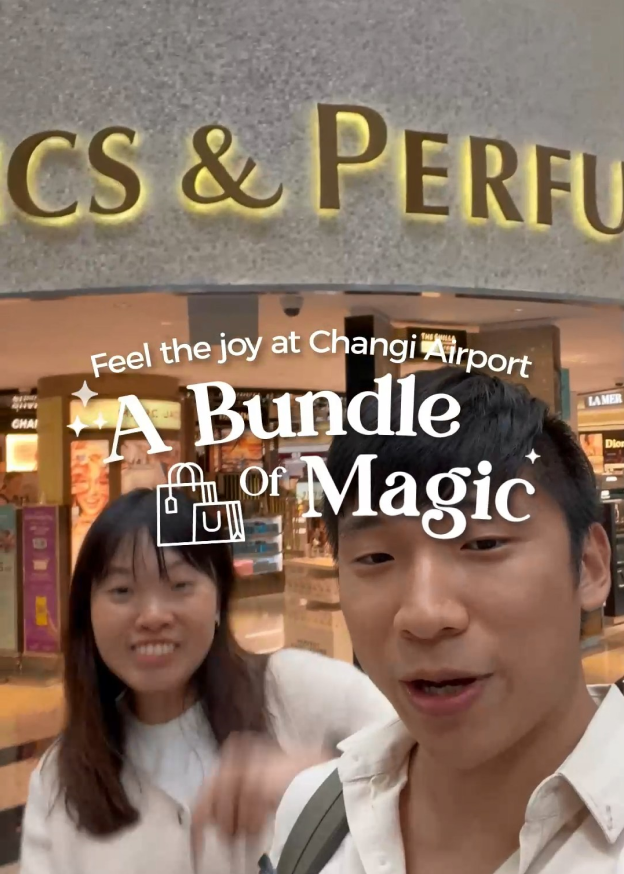 ICS & PERFU
Feel the joy at Changi Airport
A Bundle
Of Magic
LA MER
Dior